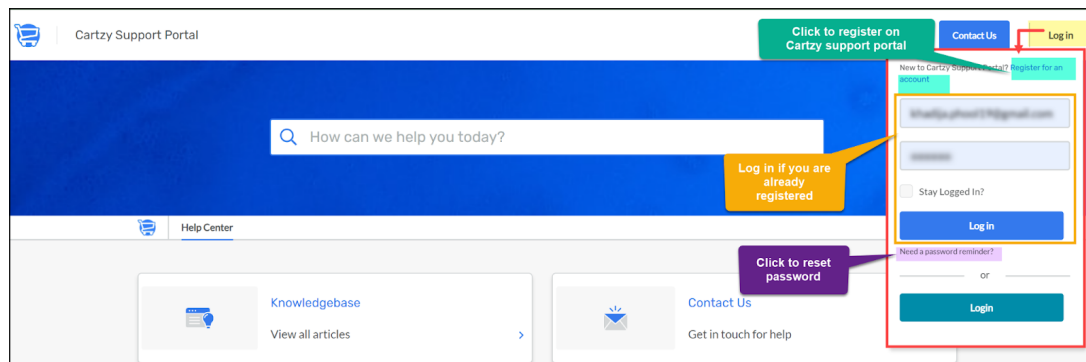 Cartzy Support Portal
Click to register on
Cartzy support portal
Contact Us
Log in
New to Cartzy Support Portal? Register for an
account
How can we help you today?
Log in if you are
already
registered
Stay Logged In?
Log in
Help Center
Need a password reminder?
Click to reset
password
or
Login
Knowledgebase
View all articles
Contact Us
Get in touch for help